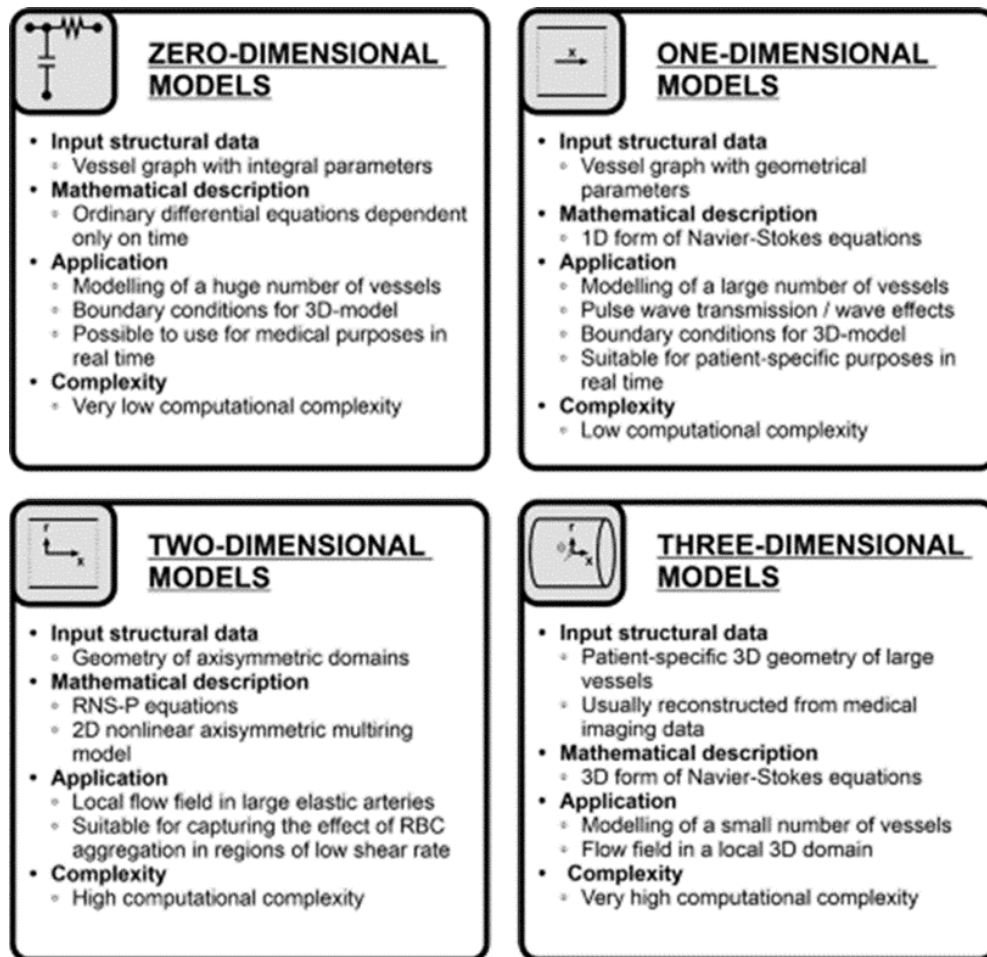 ZERO-DIMENSIONAL
MODELS
• Input structural data
◦ Vessel graph with integral parameters
• Mathematical description
◦ Ordinary differential equations dependent
only on time
• Application
◦ Modelling of a huge number of vessels
◦ Boundary conditions for 3D-model
◦ Possible to use for medical purposes in
real time
• Complexity
◦ Very low computational complexity
x
ONE-DIMENSIONAL
MODELS
• Input structural data
◦ Vessel graph with geometrical
parameters
• Mathematical description
◦ 1D form of Navier-Stokes equations
• Application
◦ Modelling of a large number of vessels
◦ Pulse wave transmission / wave effects
◦ Boundary conditions for 3D-model
◦ Suitable for patient-specific purposes in
real time
• Complexity
◦ Low computational complexity
r
x
TWO-DIMENSIONAL
MODELS
• Input structural data
◦ Geometry of axisymmetric domains
• Mathematical description
◦ RNS-P equations
◦ 2D nonlinear axisymmetric multiring
model
• Application
◦ Local flow field in large elastic arteries
◦ Suitable for capturing the effect of RBC
aggregation in regions of low shear rate
• Complexity
◦ High computational complexity
r
x
THREE-DIMENSIONAL
MODELS
• Input structural data
◦ Patient-specific 3D geometry of large
vessels
◦ Usually reconstructed from medical
imaging data
• Mathematical description
◦ 3D form of Navier-Stokes equations
• Application
◦ Modelling of a small number of vessels
◦ Flow field in a local 3D domain
• Complexity
◦ Very high computational complexity